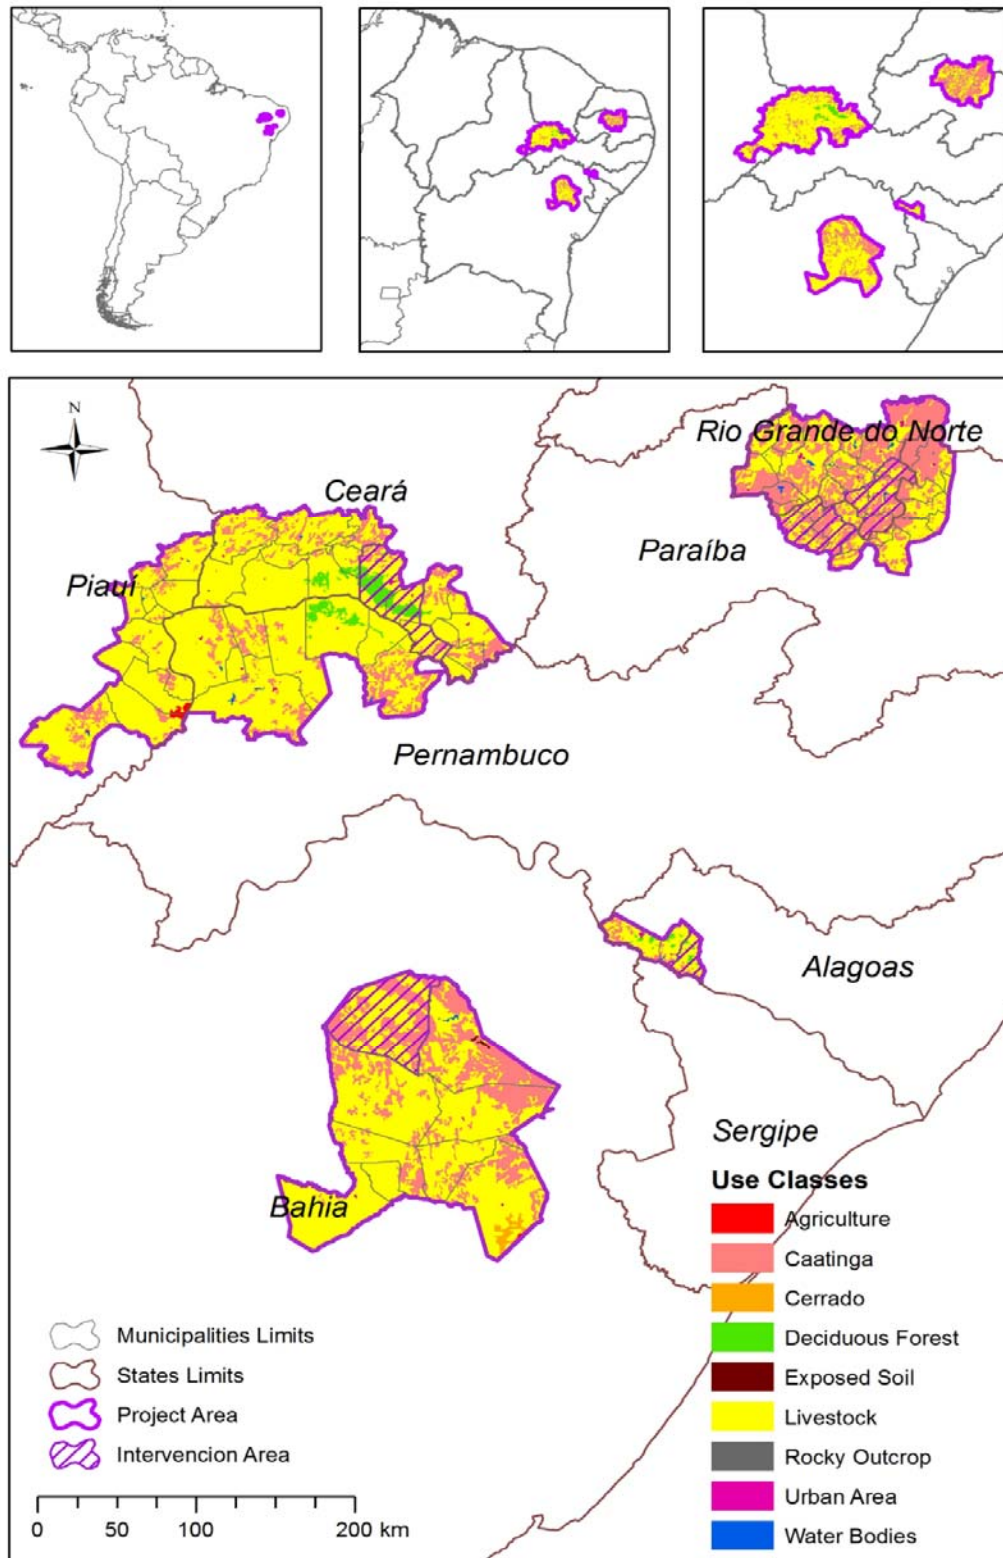 N
Rio Grande do Norte
Ceará
Paraíba
Piauí
Pernambuco
Alagoas
Sergipe
Bahia
Use Classes
Agriculture
Caatinga
Cerrado
Deciduous Forest
Exposed Soil
Livestock
Rocky Outcrop
Urban Area
Water Bodies
Municipalities Limits
States Limits
Project Area
Intervencion Area
0 50 100 200 km